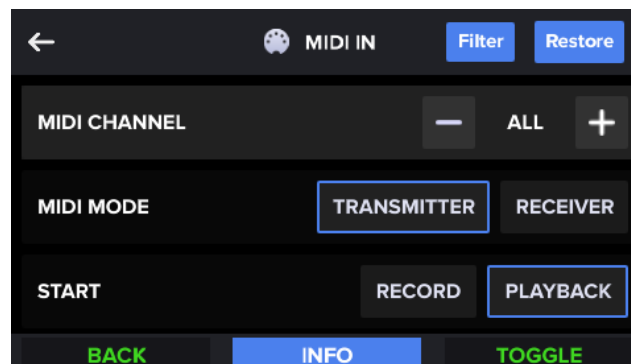 MIDI IN Filter Restore
MIDI CHANNEL ALL
MIDI MODE TRANSMITTER RECEIVER
START RECORD PLAYBACK
BACK INFO TOGGLE